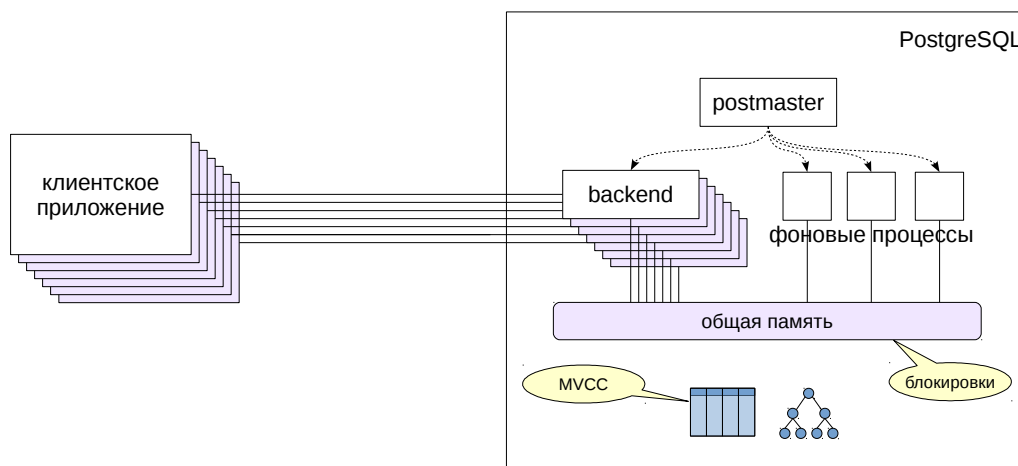 PostgreSQL
postmaster
клиентское
приложение
backend
фоновые процессы
общая память
MVCC
блокировки